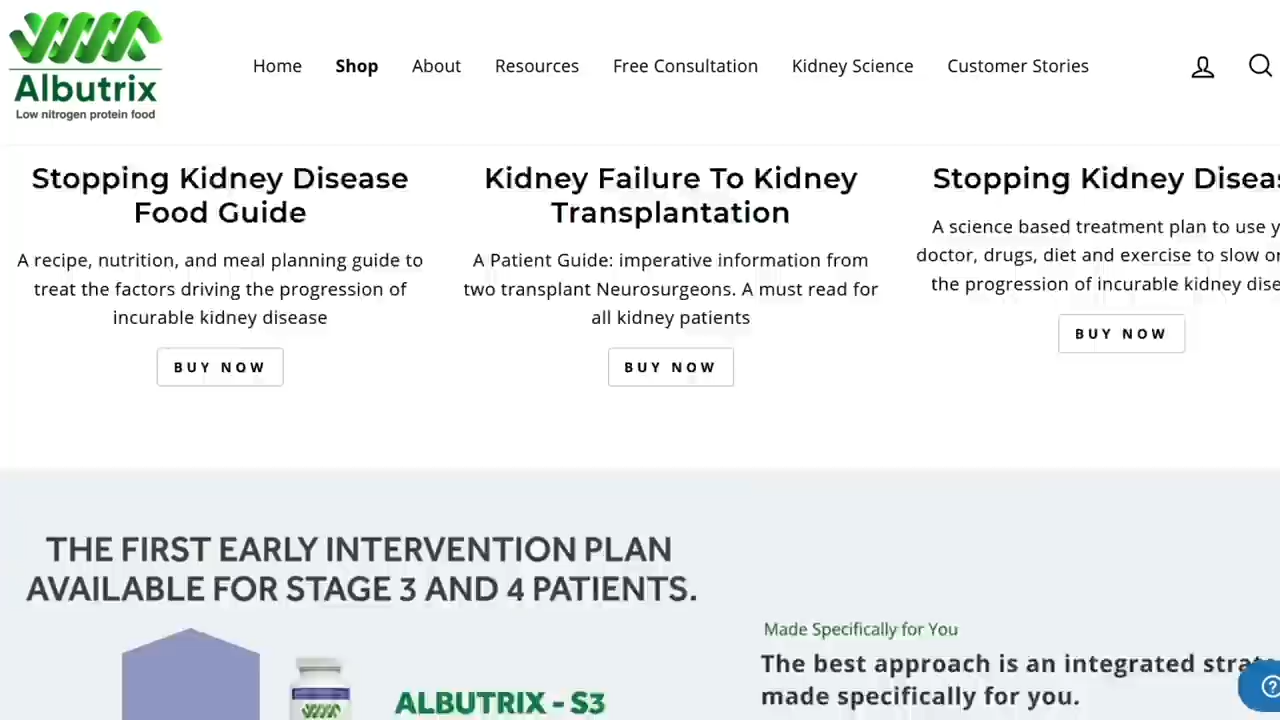 Albutrix
Low nitrogen protein food
Home Shop About Resources Free Consultation Kidney Science Customer Stories
Stopping Kidney Disease
Food Guide
A recipe, nutrition, and meal planning guide to
treat the factors driving the progression of
incurable kidney disease
BUY NOW
Kidney Failure To Kidney
Transplantation
A Patient Guide: imperative information from
two transplant Neurosurgeons. A must read for
all kidney patients
BUY NOW
Stopping Kidney Diseas
A science based treatment plan to use y
doctor, drugs, diet and exercise to slow or
the progression of incurable kidney dise
BUY NOW
THE FIRST EARLY INTERVENTION PLAN
AVAILABLE FOR STAGE 3 AND 4 PATIENTS.
ALBUTRIX - S3
Made Specifically for You
The best approach is an integrated strate
made specifically for you.